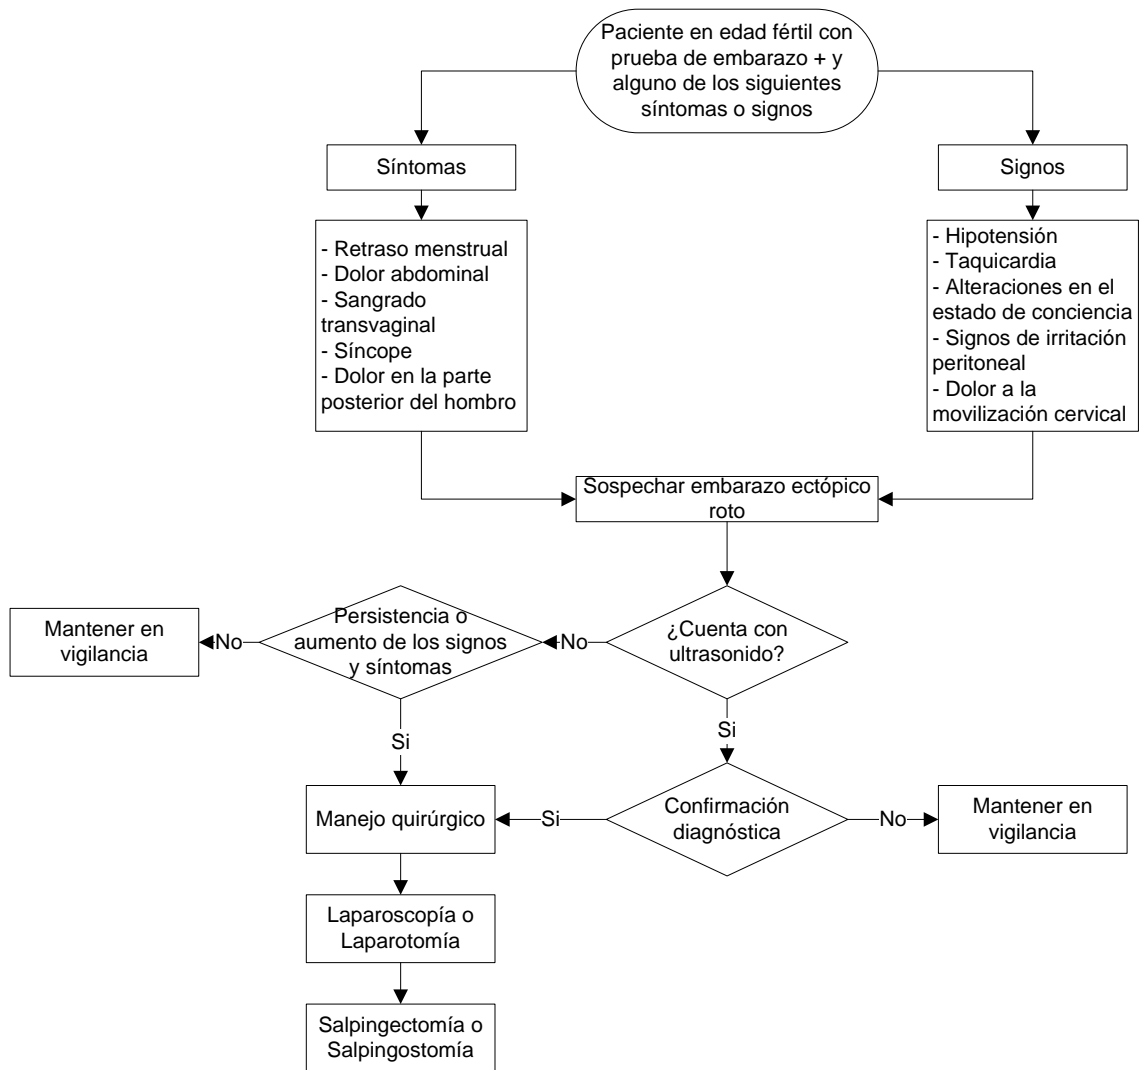 Paciente en edad fértil con
prueba de embarazo + y
alguno de los siguientes
síntomas o signos
Síntomas
Signos
- Retraso menstrual
- Dolor abdominal
- Sangrado
transvaginal
- Síncope
- Dolor en la parte
posterior del hombro
- Hipotensión
- Taquicardia
- Alteraciones en el
estado de conciencia
- Signos de irritación
peritoneal
- Dolor a la
movilización cervical
Sospechar embarazo ectópico
roto
¿Cuenta con
ultrasonido?
No
Persistencia o
aumento de los signos
y síntomas
No
Mantener en
vigilancia
Si
Si
Confirmación
diagnóstica
Si
No
Mantener en
vigilancia
Manejo quirúrgico
Laparoscopía o
Laparotomía
Salpingectomía o
Salpingostomía